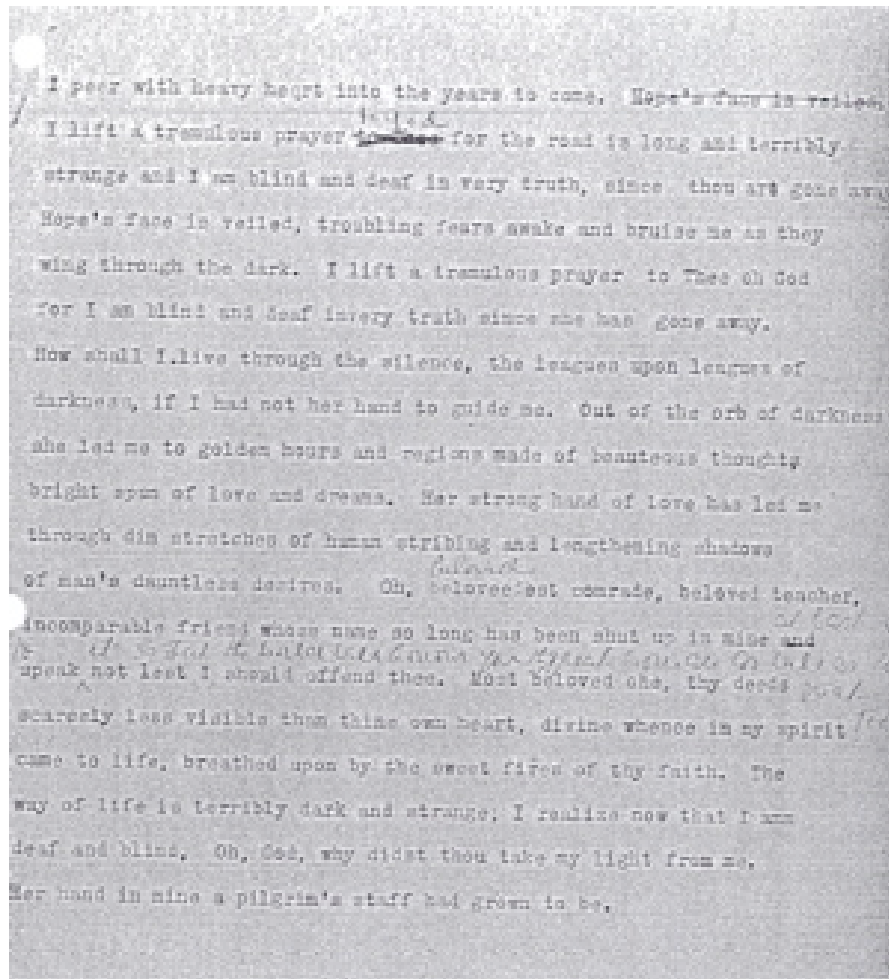 I peer with heavy heqrt into the years to come. Hope's face is veiled.
I lift a tremulous prayer for the road is long and terribly
strange and I am blind and deaf in very truth, since thou art gone away
Hope's face is veiled, troubling fears awake and bruise me as they
wing through the dark. I lift a tremulous prayer to Thee oh God
for I am blind and deaf invery truth since she has gone away.
How shall I.live through the silence, the leagues upon leagues of
darkness, if I had not her hand to guide me. Out of the orb of darkness
she led me to golden hours and regions made of beauteous thought,
bright spun of love and dreams. Her strong hand of love has led me
through dim stretches of human stribing and lengthening shadows
of man's dauntless desires. Oh, belovedest comrade, beloved teacher,
at last
incomparable friend whose name so long has been shut up in mine and
speak not lest I should offend thee. Most beloved one, thy deeds
scarcely less visible than thine own heart, divine whence in my spirit
came to life, breathed upon by the sweet fires of thy faith. The
way of life is terribly dark and strange; I realize now that I am
deaf and blind. Oh, God, why didst thou take my light from me.
Her hand in mine a pilgrim's staff had grown to be.